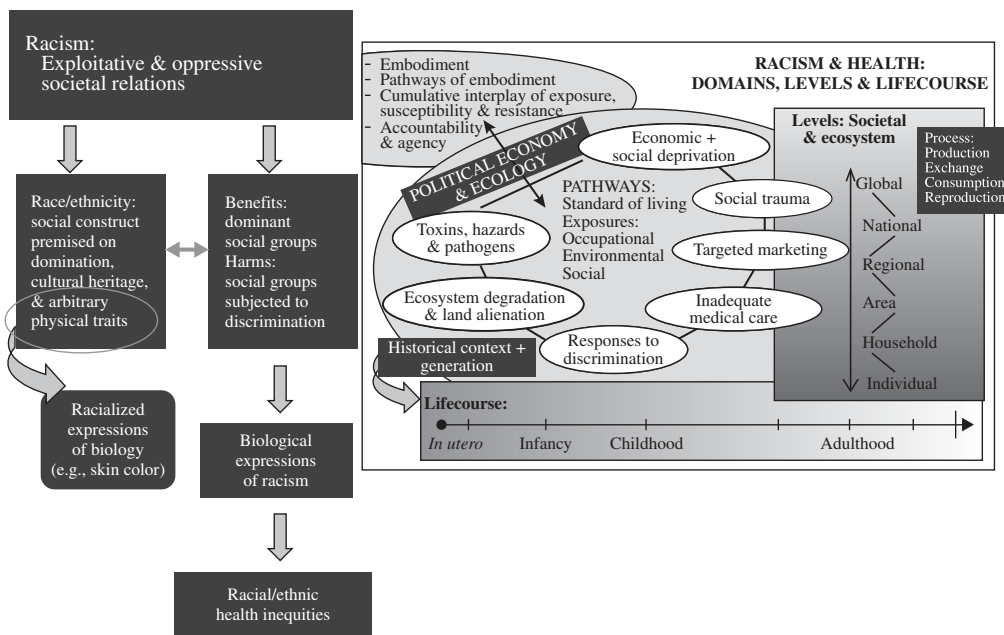 Racism:
Exploitative & oppressive
societal relations
Race/ethnicity:
social construct
premised on
domination,
cultural heritage,
& arbitrary
physical traits
Benefits:
dominant
social groups
Harms:
social groups
subjected to
discrimination
Racialized
expressions
of biology
(e.g., skin color)
Biological
expressions
of racism
Racial/ethnic
health inequities
- Embodiment
- Pathways of embodiment
- Cumulative interplay of exposure,
susceptibility & resistance
- Accountability
& agency
RACISM & HEALTH:
DOMAINS, LEVELS & LIFECOURSE
POLITICAL ECONOMY
& ECOLOGY
Economic +
social deprivation
Social trauma
Targeted marketing
Inadequate
medical care
Responses to
discrimination
Ecosystem degradation
& land alienation
Toxins, hazards
& pathogens
PATHWAYS:
Standard of living
Exposures:
Occupational
Environmental
Social
Levels: Societal
& ecosystem
Global
National
Regional
Area
Household
Individual
Process:
Production
Exchange
Consumption
Reproduction
Historical context +
generation
Lifecourse:
In utero
Infancy
Childhood
Adulthood